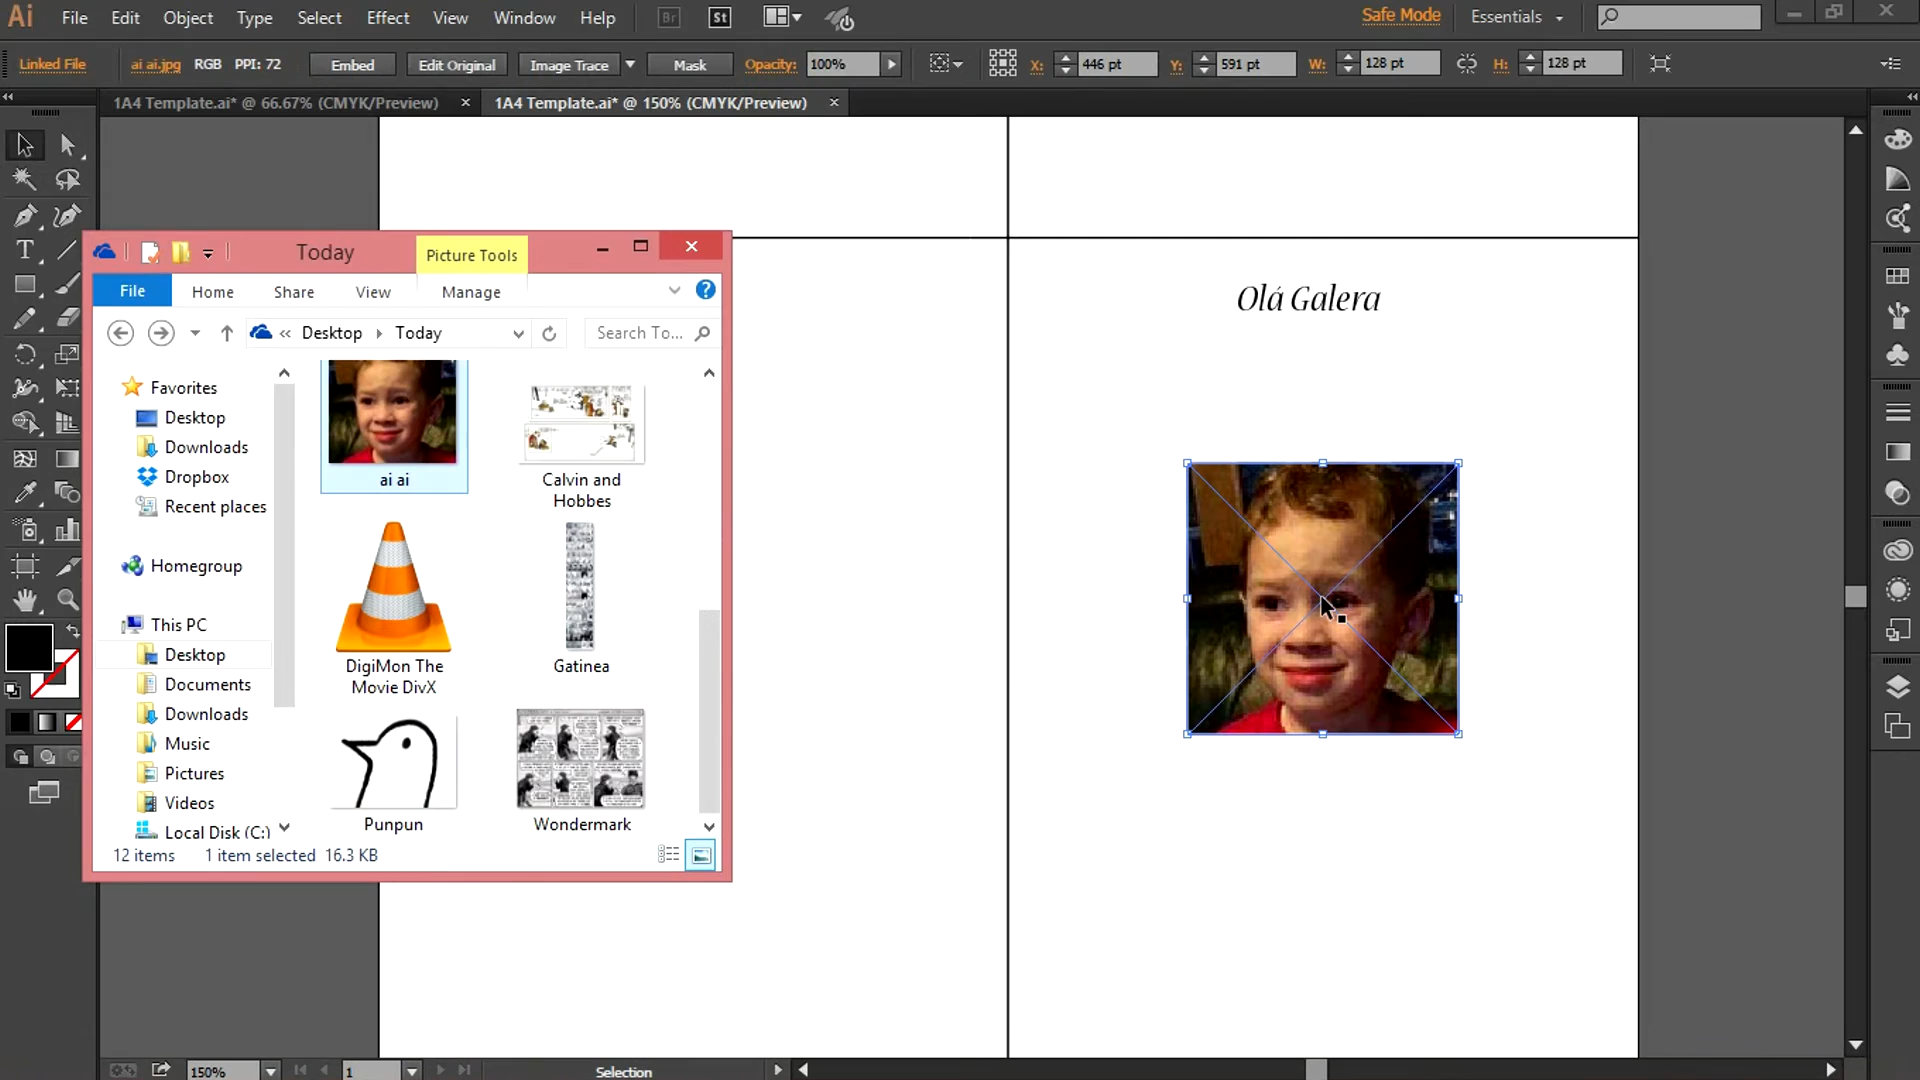 Ai File Edit Object Type Select Effect View Window Help Br St Safe Mode Essentials
Linked File ai ai.jpg RGB PPI: 72 Embed Edit Original Image Trace Mask Opacity: 100% X: 446 pt Y: 591 pt W: 128 pt H: 128 pt
1A4 Template.ai* @ 66.67% (CMYK/Preview) 1A4 Template.ai* @ 150% (CMYK/Preview)
Today Picture Tools
File Home Share View Manage
Desktop Today Search To...
Favorites
Desktop
Downloads
Dropbox
Recent places
Homegroup
This PC
Desktop
Documents
Downloads
Music
Pictures
Videos
Local Disk (C:)
ai ai
Calvin and
Hobbes
DigiMon The
Movie DivX
Gatinea
Punpun
Wondermark
12 items 1 item selected 16.3 KB
Olá Galera
150% 1 Selection